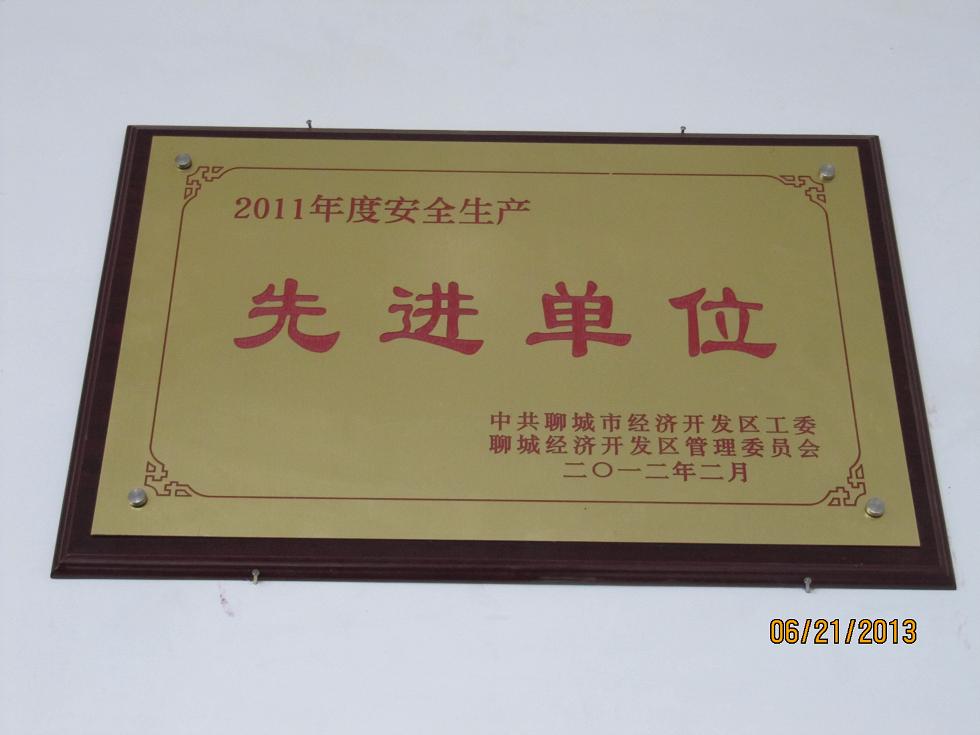 2011年度安全生产
先进单位
中共聊城市经济开发区工委
聊城经济开发区管理委员会
二〇一二年二月
06/21/2013